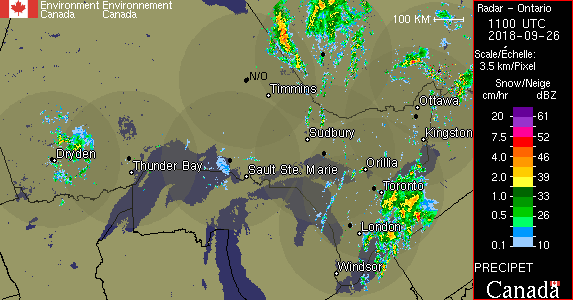 Environment Environnement
Canada Canada
100 KM
N/O
Timmins
Ottawa
Sudbury
Kingston
Dryden
Thunder Bay
Sault Ste. Marie
Orillia
Toronto
London
Windsor
Radar - Ontario
1100 UTC
2018-09-26
Scale/Échelle:
3.5 km/Pixel
Snow/Neige
cm/hr dBZ
20 61
7.5 52
4.0 46
2.0 39
1.0 33
0.5 26
0.1 10
PRECIPET
Canada